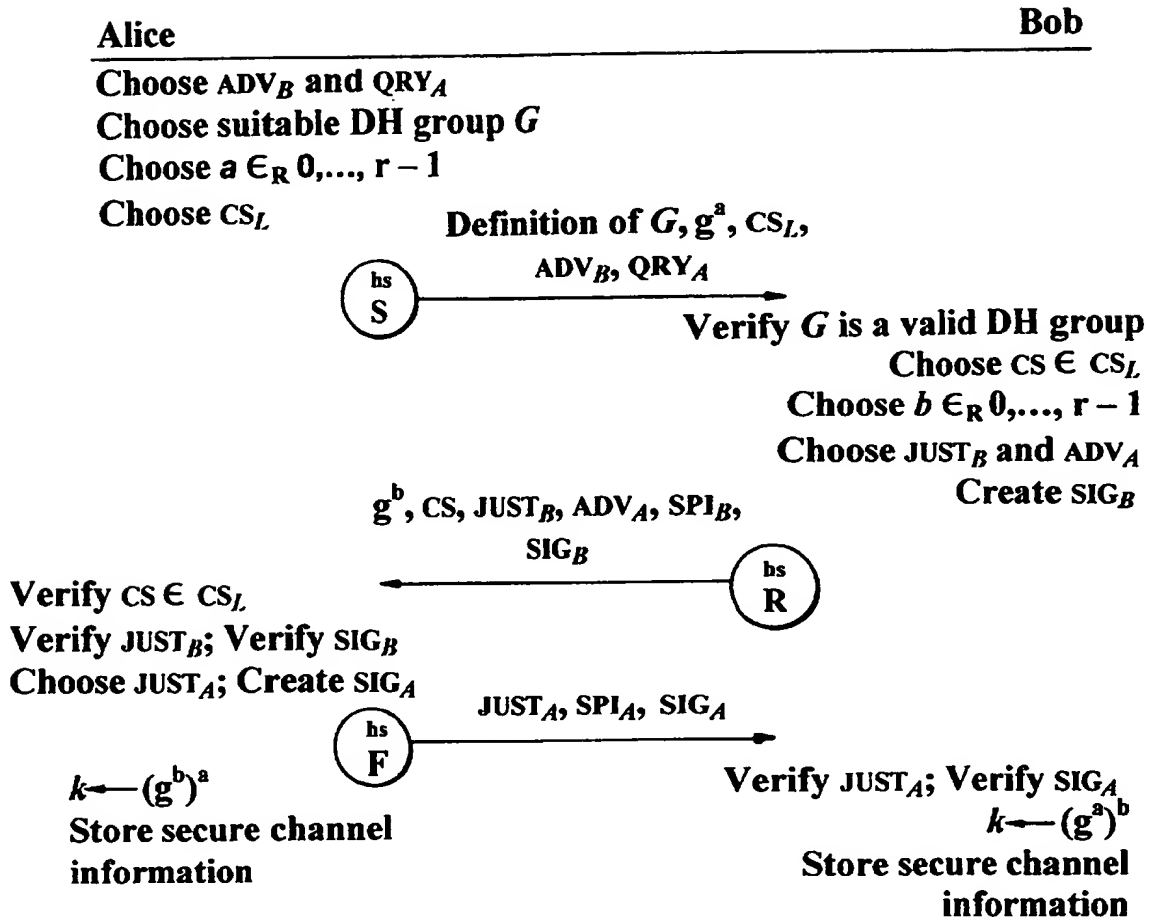 Alice
Bob
Choose ADV_B and QRY_A
Choose suitable DH group G
Choose a ∈_R 0,..., r – 1
Choose CS_L
Definition of G, g^a, CS_L,
ADV_B, QRY_A
hs
S
Verify G is a valid DH group
Choose CS ∈ CS_L
Choose b ∈_R 0,..., r – 1
Choose JUST_B and ADV_A
Create SIG_B
g^b, CS, JUST_B, ADV_A, SPI_B,
SIG_B
hs
R
Verify CS ∈ CS_L
Verify JUST_B; Verify SIG_B
Choose JUST_A; Create SIG_A
JUST_A, SPI_A, SIG_A
hs
F
Verify JUST_A; Verify SIG_A
k ← (g^b)^a
k ← (g^a)^b
Store secure channel
information
Store secure channel
information